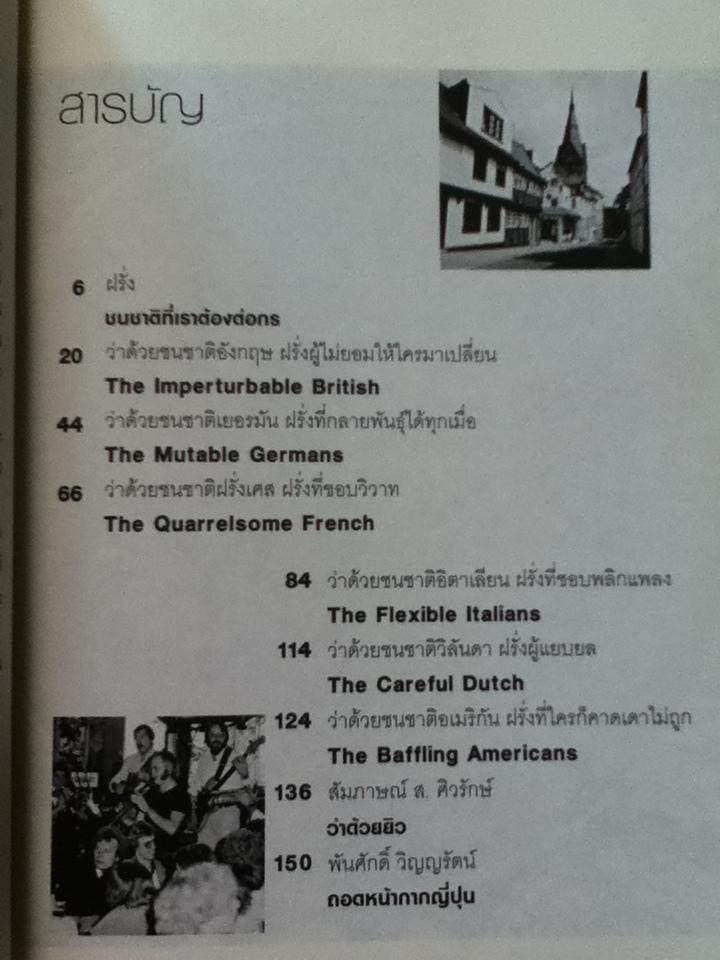 สารบัญ
6 ฝรั่ง
ชนชาติที่เราต้องต่อกร
20 ว่าด้วยชนชาติอังกฤษ ฝรั่งผู้ไม่ยอมให้ใครมาเปลี่ยน
The Imperturbable British
44 ว่าด้วยชนชาติเยอรมัน ฝรั่งที่กลายพันธุ์ได้ทุกเมื่อ
The Mutable Germans
66 ว่าด้วยชนชาติฝรั่งเศส ฝรั่งที่ชอบวิวาท
The Quarrelsome French
84 ว่าด้วยชนชาติอิตาเลียน ฝรั่งที่ชอบพลิกแพลง
The Flexible Italians
114 ว่าด้วยชนชาติวิลันดา ฝรั่งผู้แยบยล
The Careful Dutch
124 ว่าด้วยชนชาติอเมริกัน ฝรั่งที่ใครก็คาดเดาไม่ถูก
The Baffling Americans
136 สัมภาษณ์ ส. ศิวรักษ์
ว่าด้วยยิว
150 พันศักดิ์ วิญญรัตน์
ถอดหน้ากากญี่ปุ่น